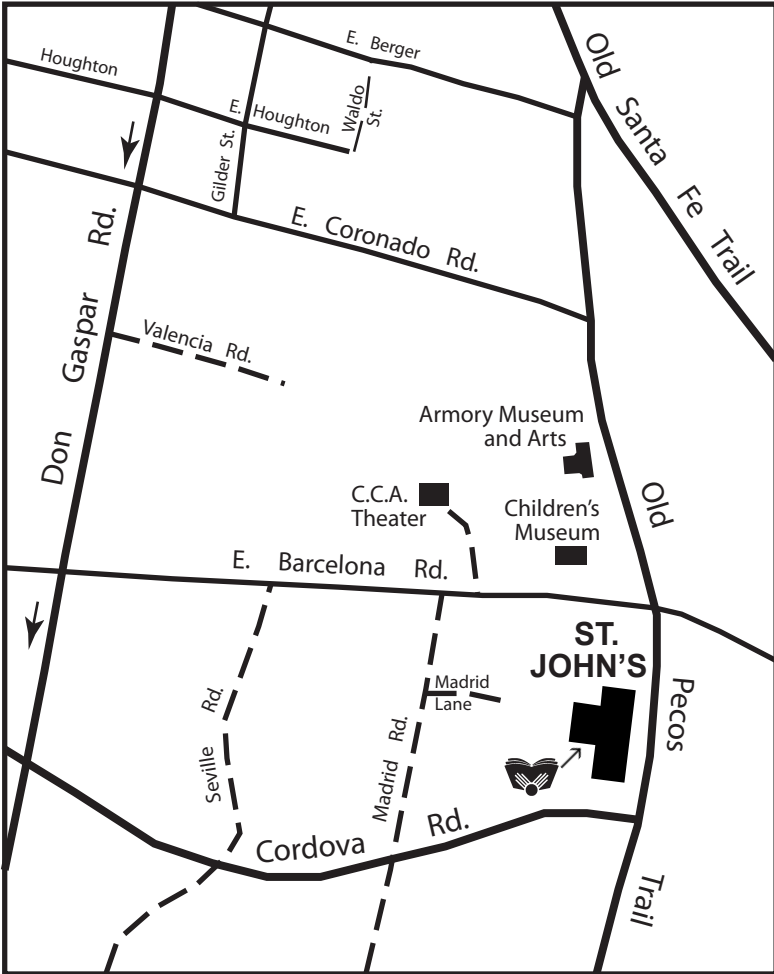 E. Berger
Old Santa Fe Trail
Houghton
E. Houghton
Waldo
St.
Gilder St.
E. Coronado Rd.
Don Gaspar Rd.
Valencia Rd.
Armory Museum
and Arts
C.C.A.
Theater
Children's
Museum
Old Pecos Trail
E. Barcelona Rd.
ST.
JOHN'S
Madrid
Lane
Seville Rd.
Madrid Rd.
Cordova Rd.